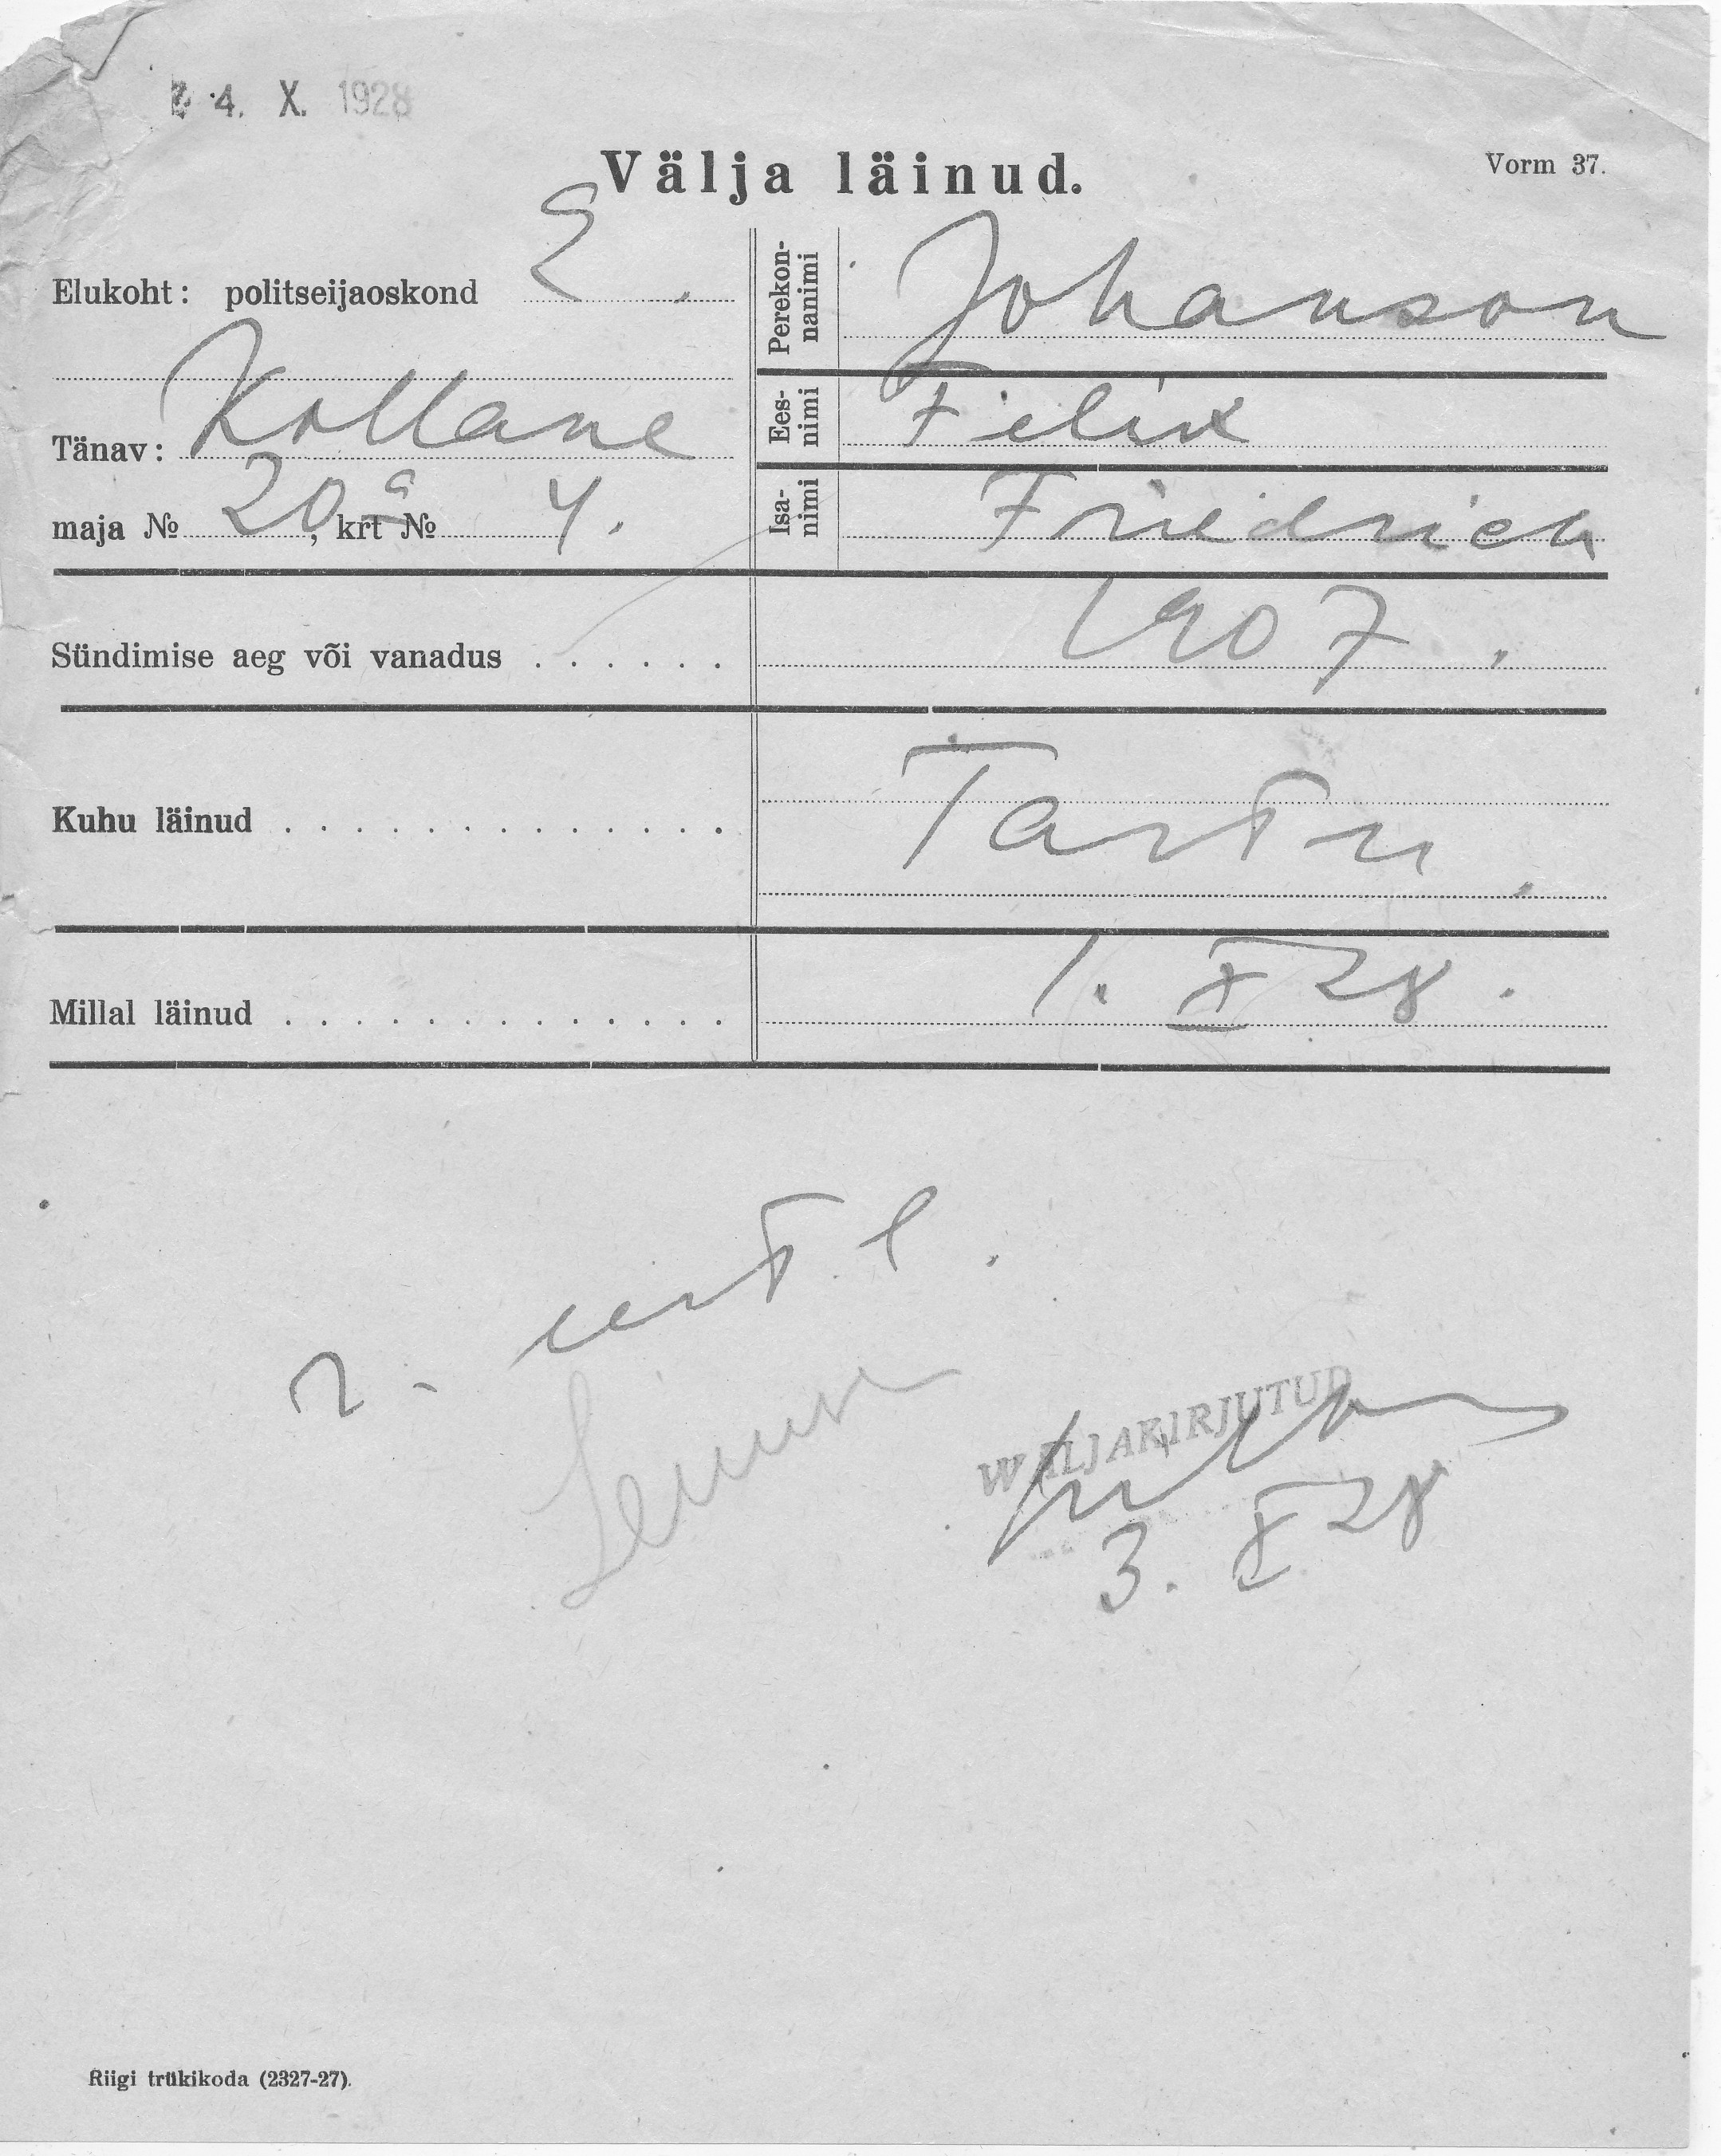 4. X. 1928
Välja läinud.
Vorm 37.
Elukoht: politseijaoskond E.
Tänav: Kollane
maja № 20a, krt № 4.
Perekonnanimi Johanson
Eesnimi Felix
Isanimi Friedrich
Sündimise aeg või vanadus . . . . . . 1907.
Kuhu läinud . . . . . . . . . . . . . Tartu.
Millal läinud . . . . . . . . . . . . . 1. X 28.
WÄLJAKIRJUTUD
3. X 28
Riigi trükikoda (2327-27).